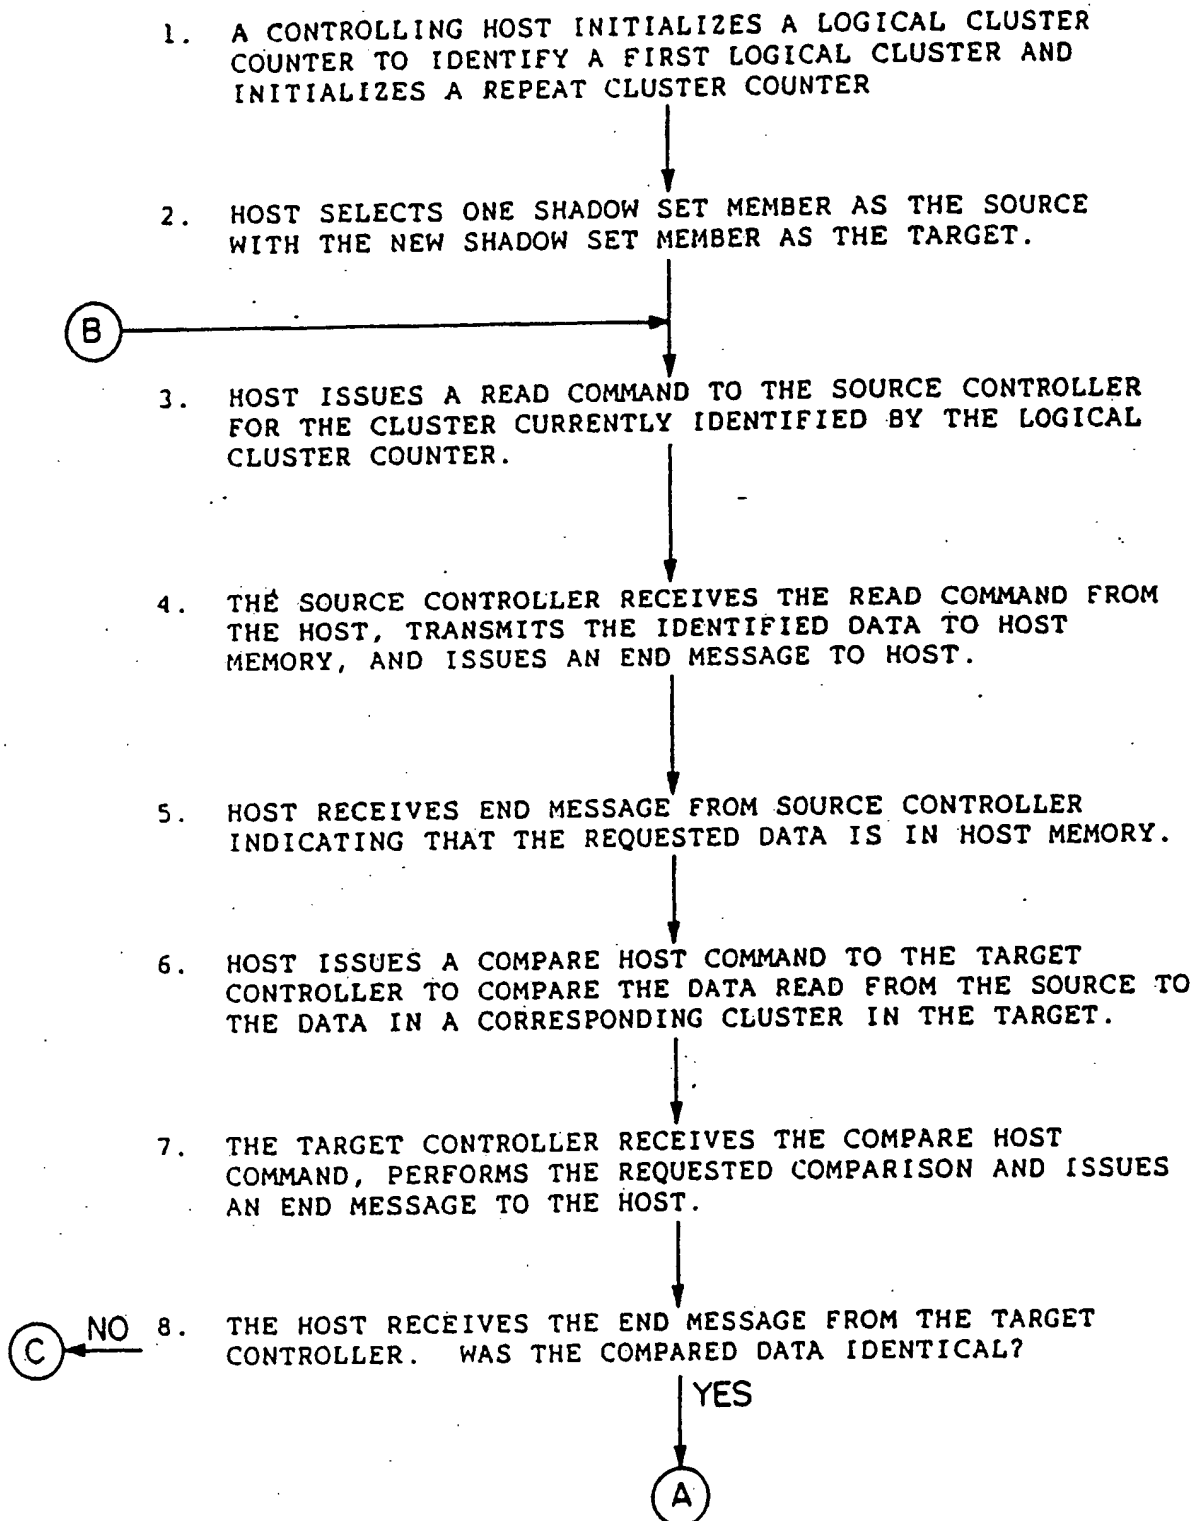 1. A CONTROLLING HOST INITIALIZES A LOGICAL CLUSTER
COUNTER TO IDENTIFY A FIRST LOGICAL CLUSTER AND
INITIALIZES A REPEAT CLUSTER COUNTER
2. HOST SELECTS ONE SHADOW SET MEMBER AS THE SOURCE
WITH THE NEW SHADOW SET MEMBER AS THE TARGET.
B
3. HOST ISSUES A READ COMMAND TO THE SOURCE CONTROLLER
FOR THE CLUSTER CURRENTLY IDENTIFIED BY THE LOGICAL
CLUSTER COUNTER.
4. THE SOURCE CONTROLLER RECEIVES THE READ COMMAND FROM
THE HOST, TRANSMITS THE IDENTIFIED DATA TO HOST
MEMORY, AND ISSUES AN END MESSAGE TO HOST.
5. HOST RECEIVES END MESSAGE FROM SOURCE CONTROLLER
INDICATING THAT THE REQUESTED DATA IS IN HOST MEMORY.
6. HOST ISSUES A COMPARE HOST COMMAND TO THE TARGET
CONTROLLER TO COMPARE THE DATA READ FROM THE SOURCE TO
THE DATA IN A CORRESPONDING CLUSTER IN THE TARGET.
7. THE TARGET CONTROLLER RECEIVES THE COMPARE HOST
COMMAND, PERFORMS THE REQUESTED COMPARISON AND ISSUES
AN END MESSAGE TO THE HOST.
C NO 8. THE HOST RECEIVES THE END MESSAGE FROM THE TARGET
CONTROLLER. WAS THE COMPARED DATA IDENTICAL?
YES
A